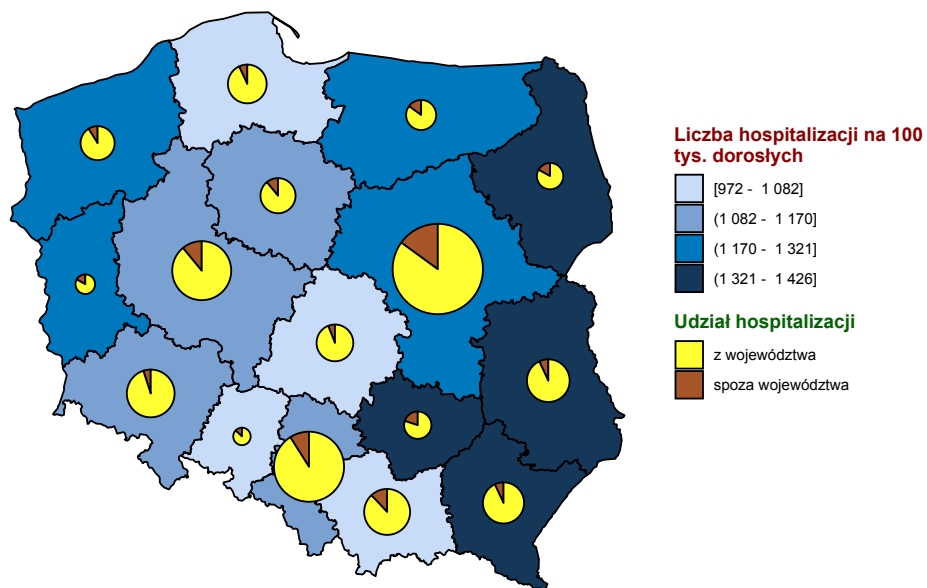 Liczba hospitalizacji na 100
tys. dorosłych
[972 - 1 082]
(1 082 - 1 170]
(1 170 - 1 321]
(1 321 - 1 426]
Udział hospitalizacji
z województwa
spoza województwa